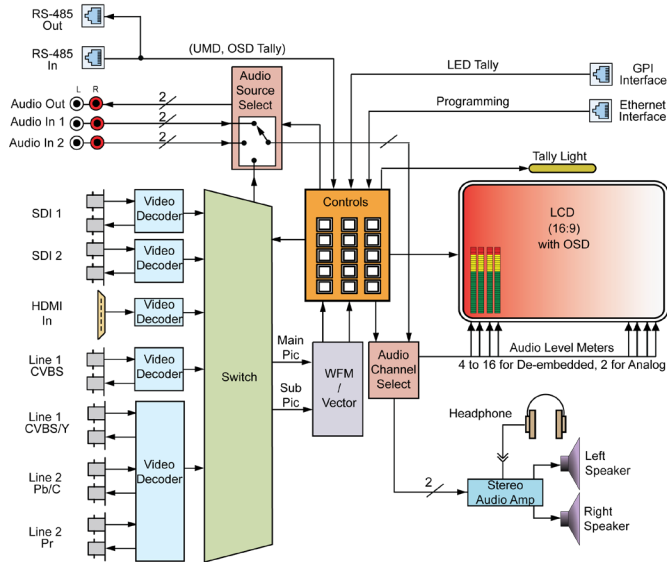 RS-485
Out
RS-485
In
(UMD, OSD Tally)
LED Tally
GPI
Interface
Programming
Ethernet
Interface
L R
Audio Out
Audio In 1
Audio In 2
2
2
2
Audio
Source
Select
Tally Light
Controls
LCD
(16:9)
with OSD
SDI 1
Video
Decoder
SDI 2
Video
Decoder
HDMI
In
Video
Decoder
Line 1
CVBS
Video
Decoder
Line 1
CVBS/Y
Line 2
Pb/C
Line 2
Pr
Video
Decoder
Switch
Main
Pic
Sub
Pic
WFM
/
Vector
Audio
Channel
Select
Audio Level Meters
4 to 16 for De-embedded, 2 for Analog
Headphone
2
Stereo
Audio Amp
Left
Speaker
Right
Speaker